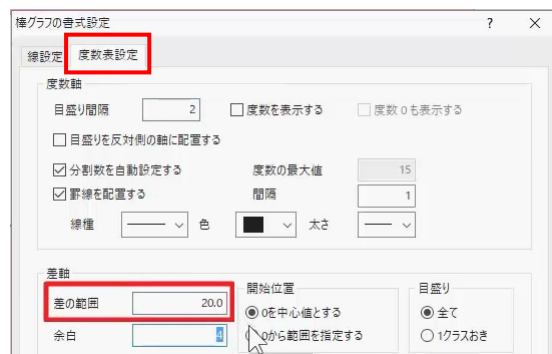 棒グラフの書式設定 ? ×
線設定 度数表設定
度数軸
目盛り間隔 2 度数を表示する 度数 0 も表示する
目盛りを反対側の軸に配置する
分割数を自動設定する 度数の最大値 15
罫線を配置する 間隔 1
線種 色 太さ
差軸
差の範囲 20.0 開始位置 目盛り
0を中心値とする 全て
余白 4 0から範囲を指定する 1クラスおき